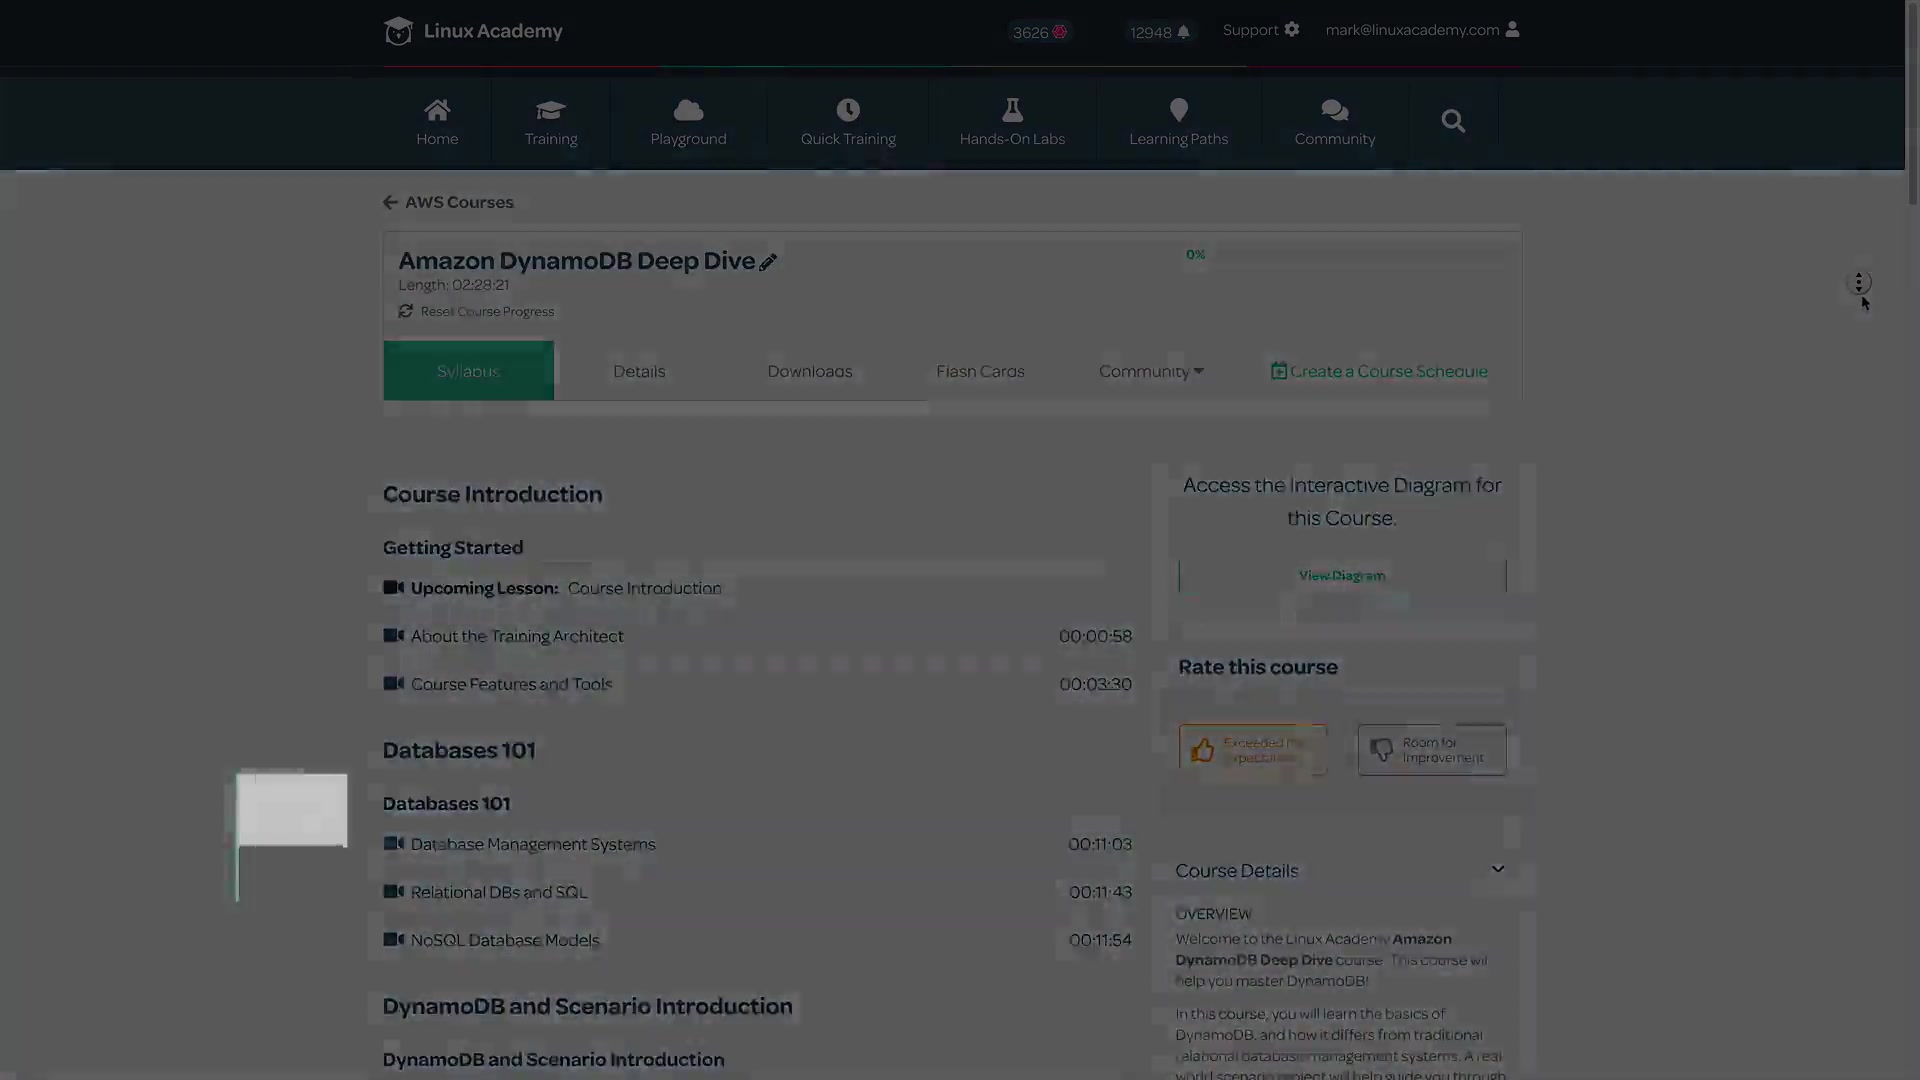 Linux Academy
3626
12948
Support
mark@linuxacademy.com
Home
Training
Playground
Quick Training
Hands-On Labs
Learning Paths
Community
AWS Courses
Amazon DynamoDB Deep Dive
0%
Length: 02:28:21
Reset Course Progress
Syllabus
Details
Downloads
Flash Cards
Community
Create a Course Schedule
Course Introduction
Getting Started
Upcoming Lesson: Course Introduction
About the Training Architect 00:00:58
Course Features and Tools 00:03:30
Databases 101
Databases 101
Database Management Systems 00:11:03
Relational DBs and SQL 00:11:43
NoSQL Database Models 00:11:54
DynamoDB and Scenario Introduction
DynamoDB and Scenario Introduction
Access the Interactive Diagram for
this Course.
View Diagram
Rate this course
Exceeded my
Expectations
Room for
Improvement
Course Details
OVERVIEW
Welcome to the Linux Academy Amazon
DynamoDB Deep Dive course. This course will
help you master DynamoDB!
In this course, you will learn the basics of
DynamoDB, and how it differs from traditional
relational database management systems. A real
world scenario project will help guide you through